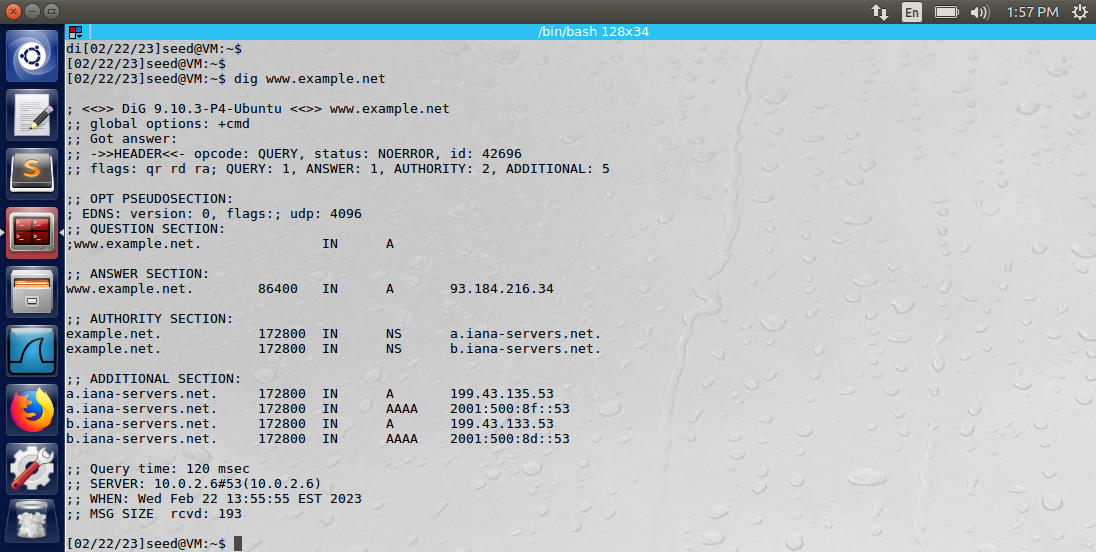 En 1:57 PM
/bin/bash 128x34
di[02/22/23]seed@VM:~$
[02/22/23]seed@VM:~$
[02/22/23]seed@VM:~$ dig www.example.net
; <<>> DiG 9.10.3-P4-Ubuntu <<>> www.example.net
;; global options: +cmd
;; Got answer:
;; ->>HEADER<<- opcode: QUERY, status: NOERROR, id: 42696
;; flags: qr rd ra; QUERY: 1, ANSWER: 1, AUTHORITY: 2, ADDITIONAL: 5
;; OPT PSEUDOSECTION:
; EDNS: version: 0, flags:; udp: 4096
;; QUESTION SECTION:
;www.example.net. IN A
;; ANSWER SECTION:
www.example.net. 86400 IN A 93.184.216.34
;; AUTHORITY SECTION:
example.net. 172800 IN NS a.iana-servers.net.
example.net. 172800 IN NS b.iana-servers.net.
;; ADDITIONAL SECTION:
a.iana-servers.net. 172800 IN A 199.43.135.53
a.iana-servers.net. 172800 IN AAAA 2001:500:8f::53
b.iana-servers.net. 172800 IN A 199.43.133.53
b.iana-servers.net. 172800 IN AAAA 2001:500:8d::53
;; Query time: 120 msec
;; SERVER: 10.0.2.6#53(10.0.2.6)
;; WHEN: Wed Feb 22 13:55:55 EST 2023
;; MSG SIZE rcvd: 193
[02/22/23]seed@VM:~$